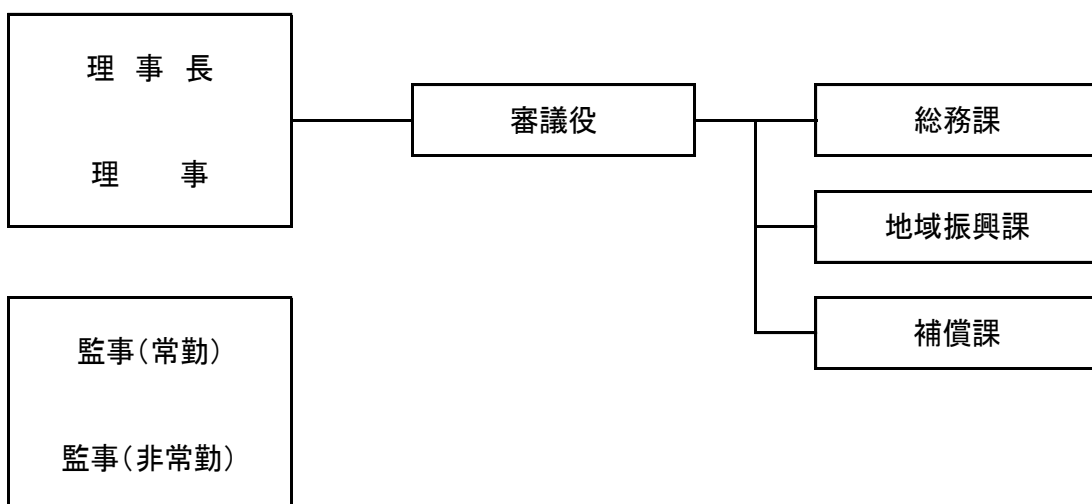 理 事 長
理 事
審議役
総務課
地域振興課
補償課
監事（常勤）
監事（非常勤）